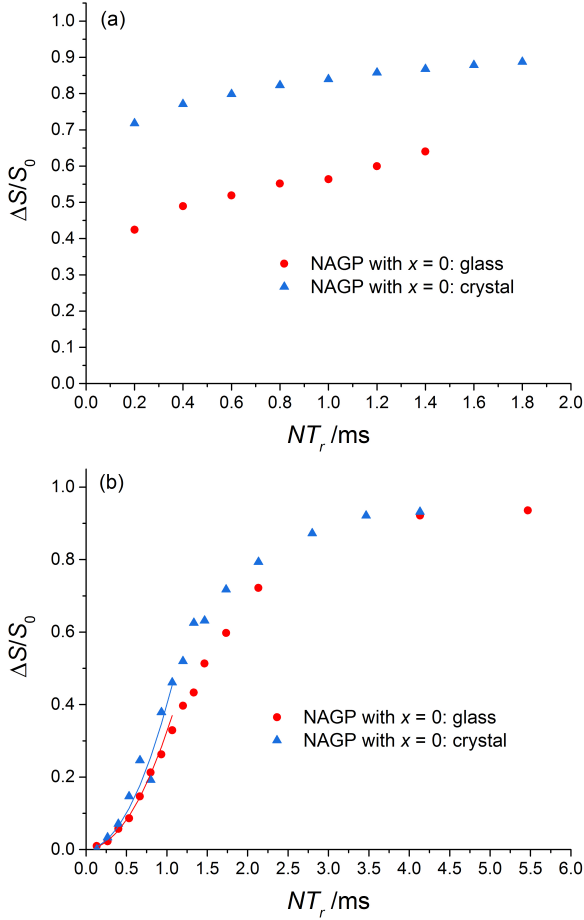 (a)
1.0
0.9
0.8
0.7
0.6
0.5
0.4
0.3
0.2
0.1
0.0
ΔS/S₀
NAGP with x = 0: glass
NAGP with x = 0: crystal
0.0 0.2 0.4 0.6 0.8 1.0 1.2 1.4 1.6 1.8 2.0
NTᵣ /ms
(b)
1.0
0.8
0.6
0.4
0.2
0.0
ΔS/S₀
NAGP with x = 0: glass
NAGP with x = 0: crystal
0.0 0.5 1.0 1.5 2.0 2.5 3.0 3.5 4.0 4.5 5.0 5.5 6.0
NTᵣ /ms